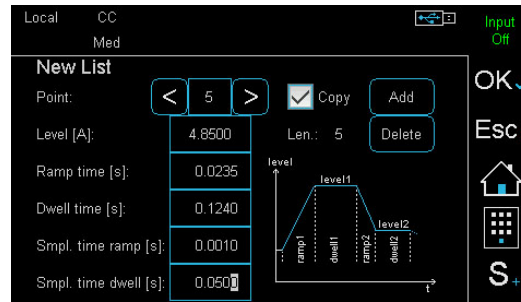 Local CC Input
Med Off
New List
Point: < 5 > Copy Add
OK
Level [A]: 4.8500 Len.: 5 Delete
Esc
Ramp time [s]: 0.0235
Dwell time [s]: 0.1240
Smpl. time ramp [s]: 0.0010
Smpl. time dwell [s]: 0.0500
level
level1
level2
ramp1
dwell1
ramp2
dwell2
t
S+